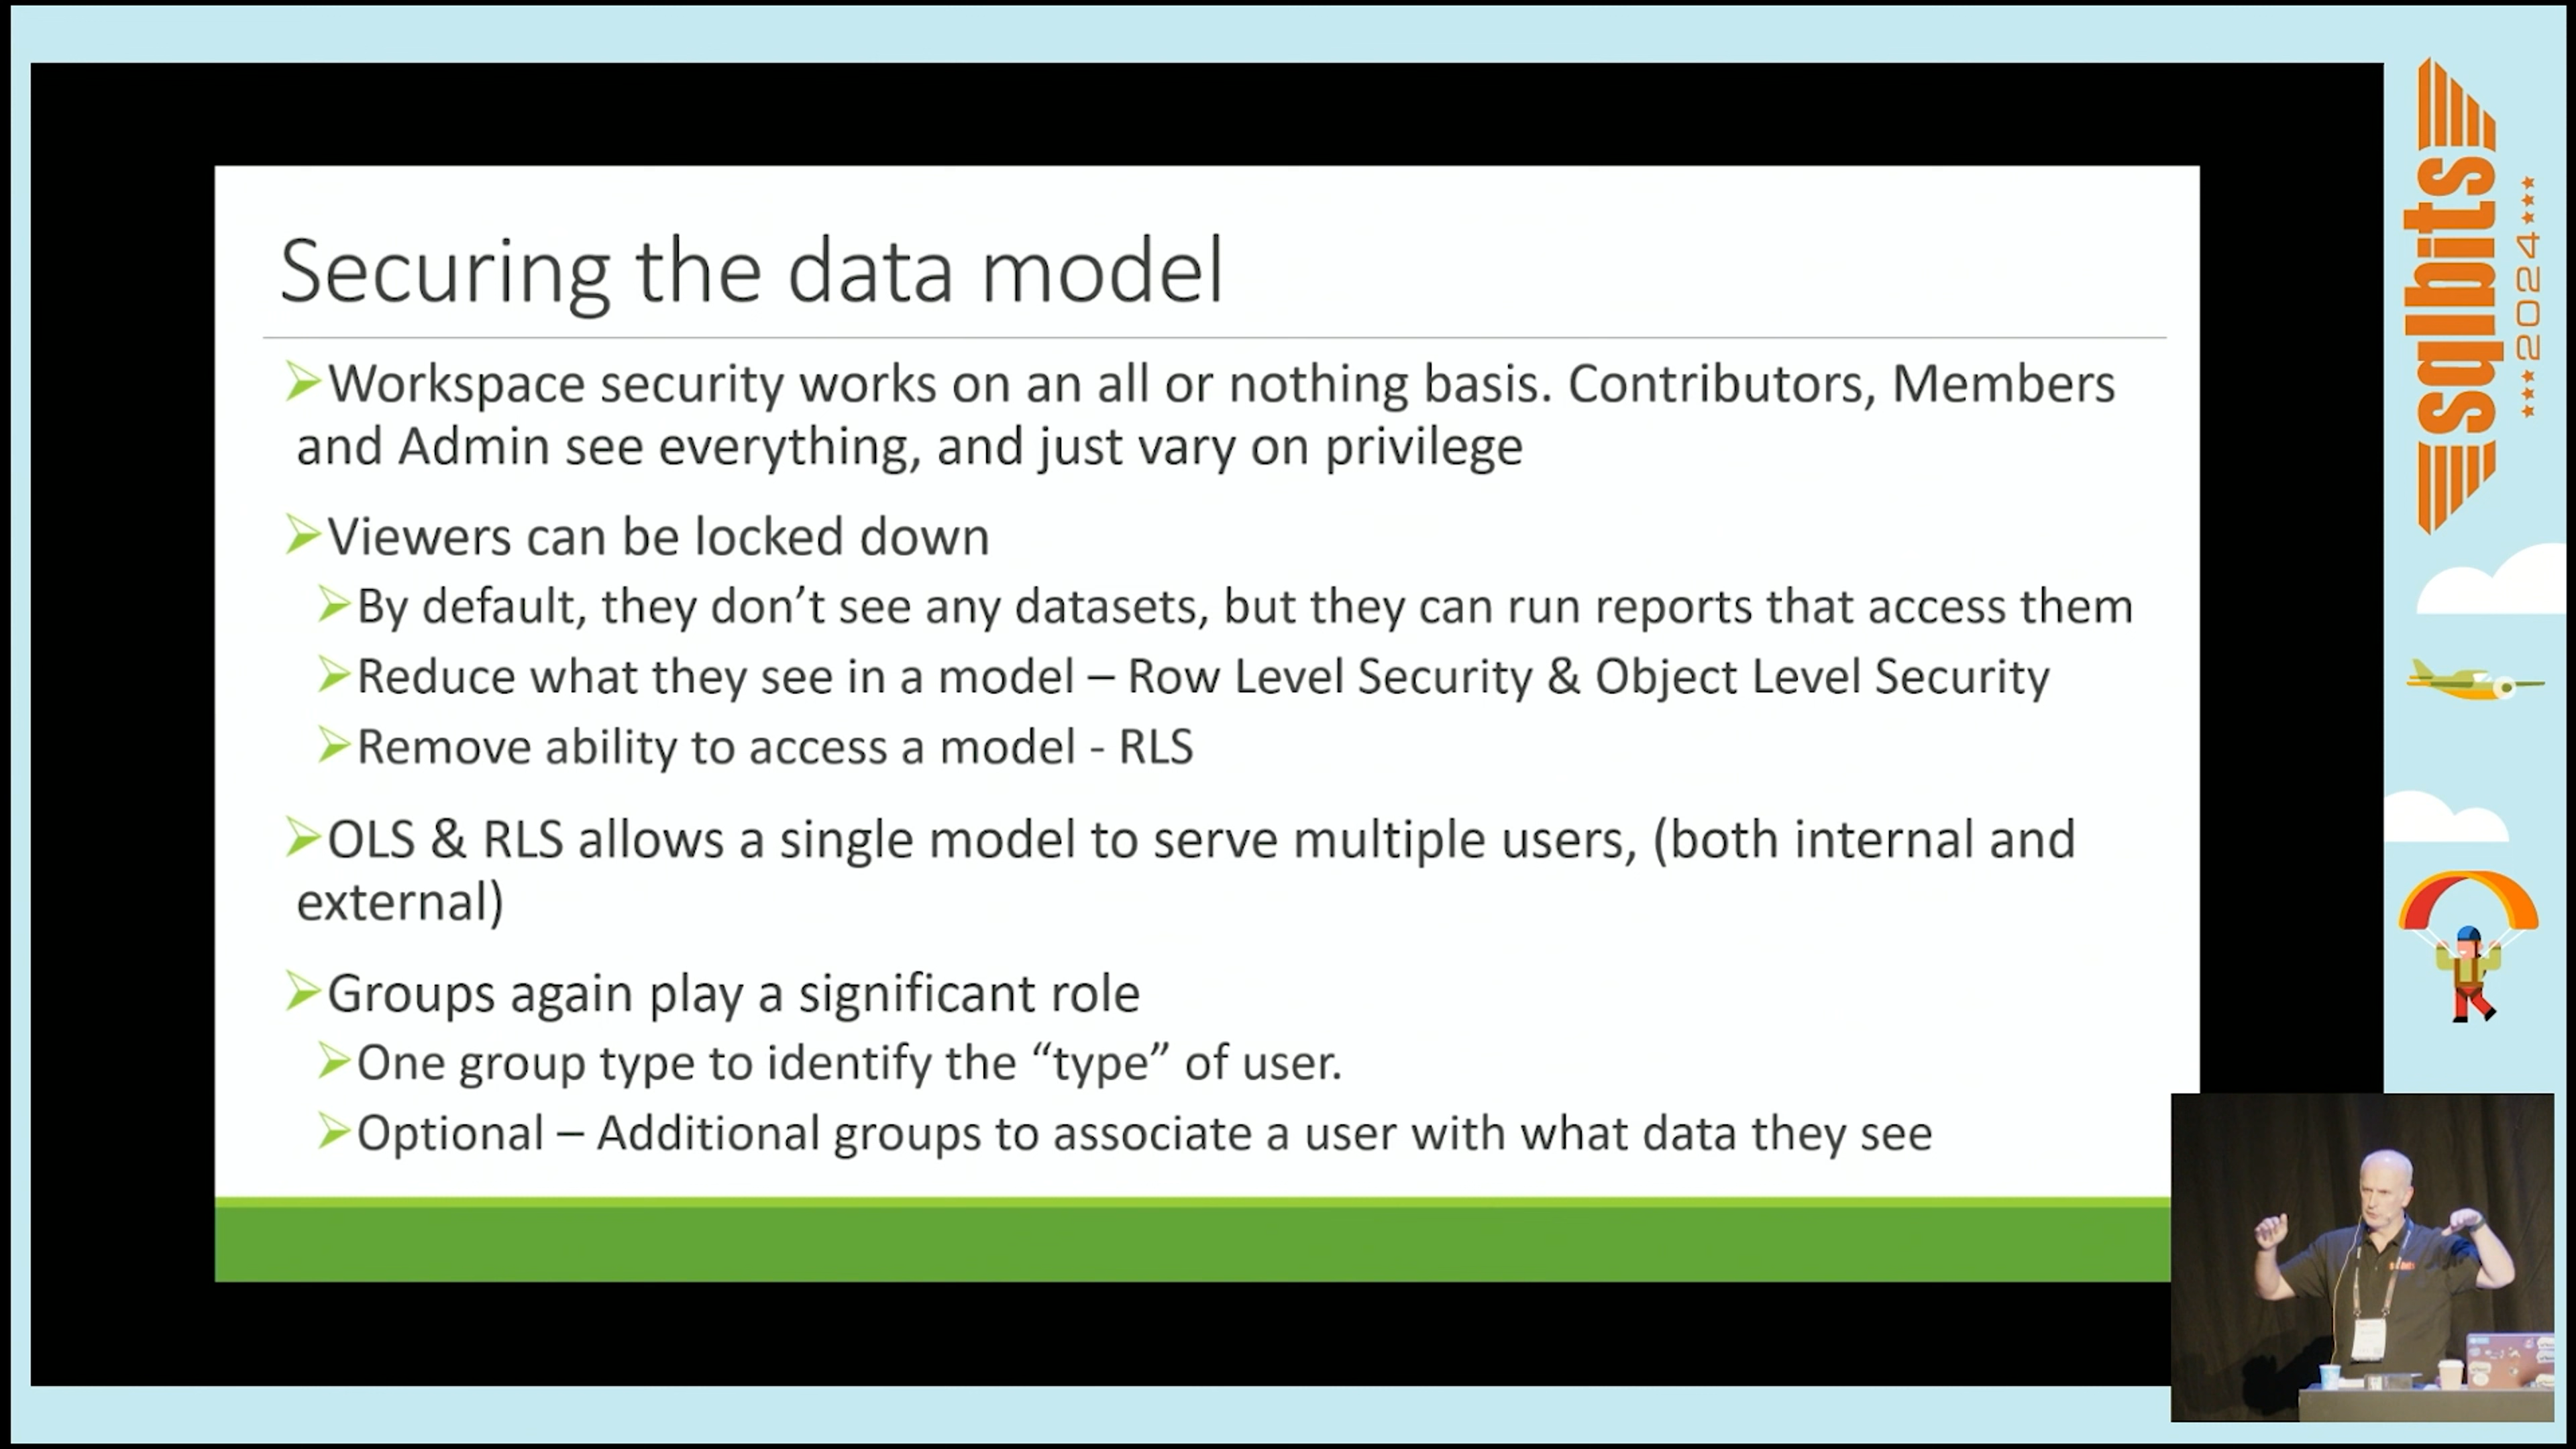 Securing the data model
Workspace security works on an all or nothing basis. Contributors, Members
and Admin see everything, and just vary on privilege
Viewers can be locked down
By default, they don’t see any datasets, but they can run reports that access them
Reduce what they see in a model – Row Level Security & Object Level Security
Remove ability to access a model - RLS
OLS & RLS allows a single model to serve multiple users, (both internal and
external)
Groups again play a significant role
One group type to identify the “type” of user.
Optional – Additional groups to associate a user with what data they see
sqlbits
2024